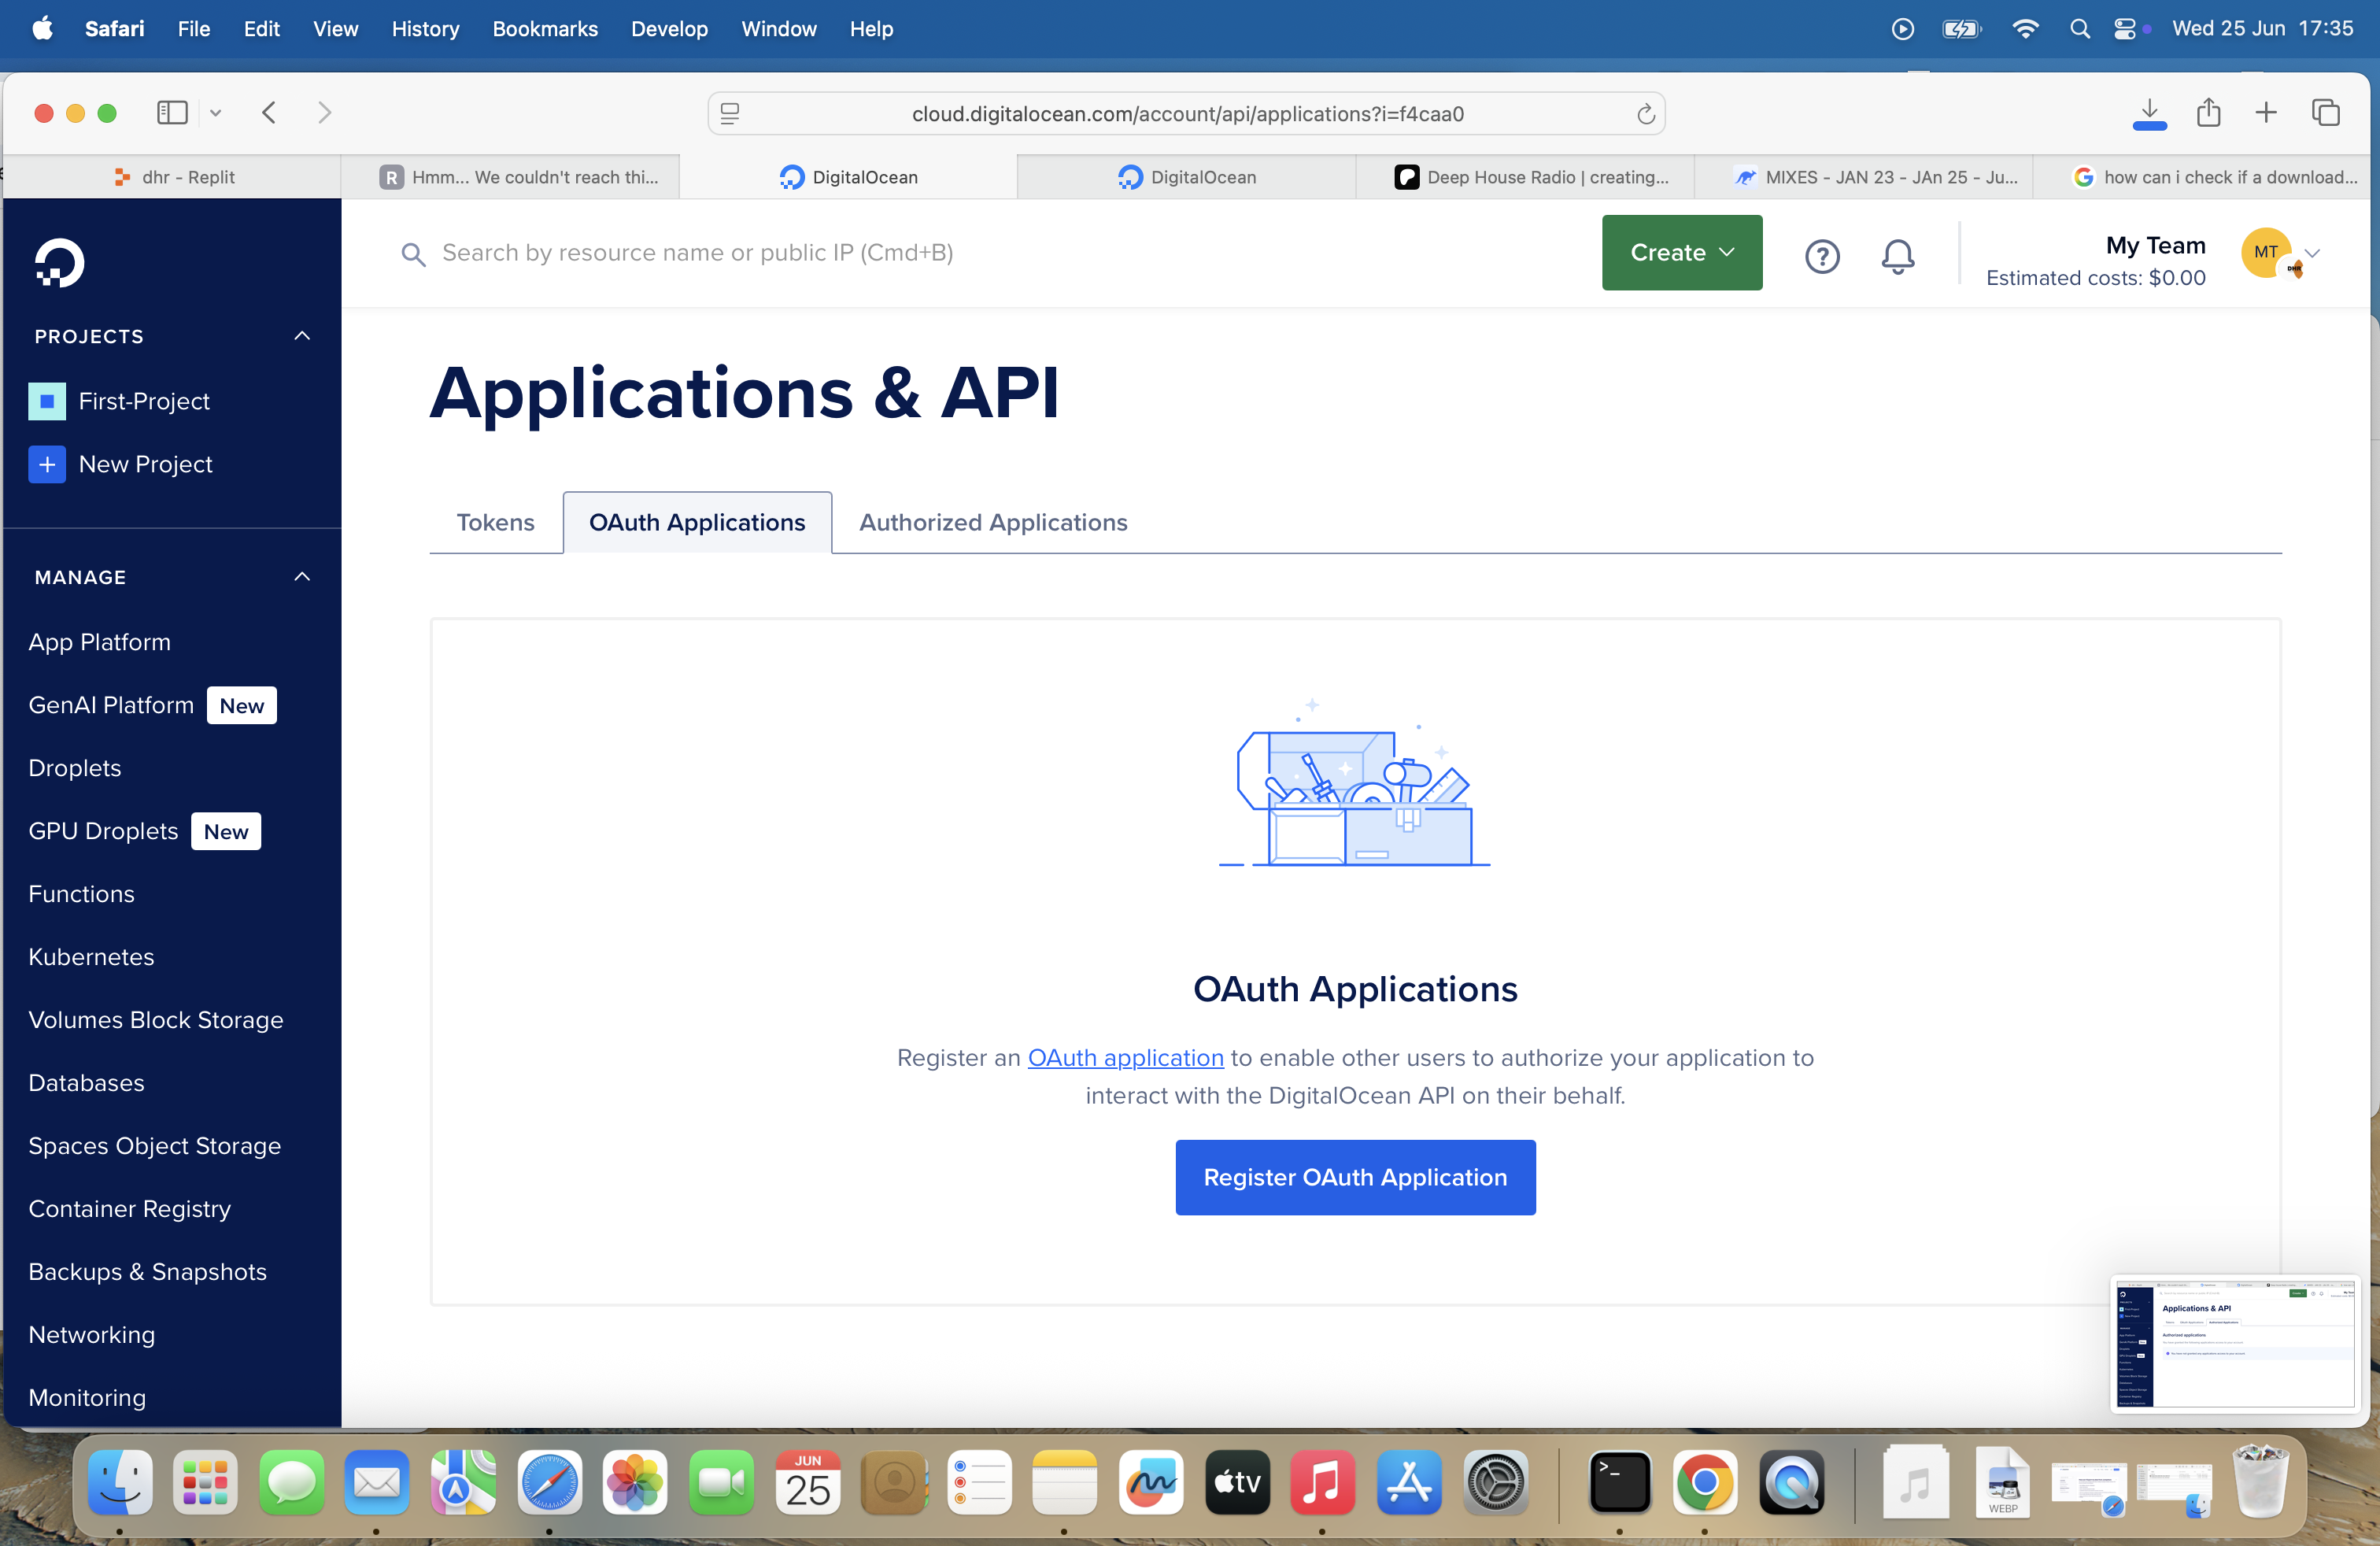 Safari File Edit View History Bookmarks Develop Window Help Wed 25 Jun 17:35
cloud.digitalocean.com/account/api/applications?i=f4caa0
dhr - Replit
R Hmm... We couldn't reach thi...
DigitalOcean
DigitalOcean
Deep House Radio | creating...
MIXES - JAN 23 - JAn 25 - Ju...
how can i check if a download...
Search by resource name or public IP (Cmd+B)
Create
My Team
Estimated costs: $0.00
MT
DHR
PROJECTS
First-Project
New Project
MANAGE
App Platform
GenAI Platform New
Droplets
GPU Droplets New
Functions
Kubernetes
Volumes Block Storage
Databases
Spaces Object Storage
Container Registry
Backups & Snapshots
Networking
Monitoring
Applications & API
Tokens OAuth Applications Authorized Applications
OAuth Applications
Register an OAuth application to enable other users to authorize your application to
interact with the DigitalOcean API on their behalf.
Register OAuth Application
Applications & API
Authorized applications
JUN
25
tv
WEBP